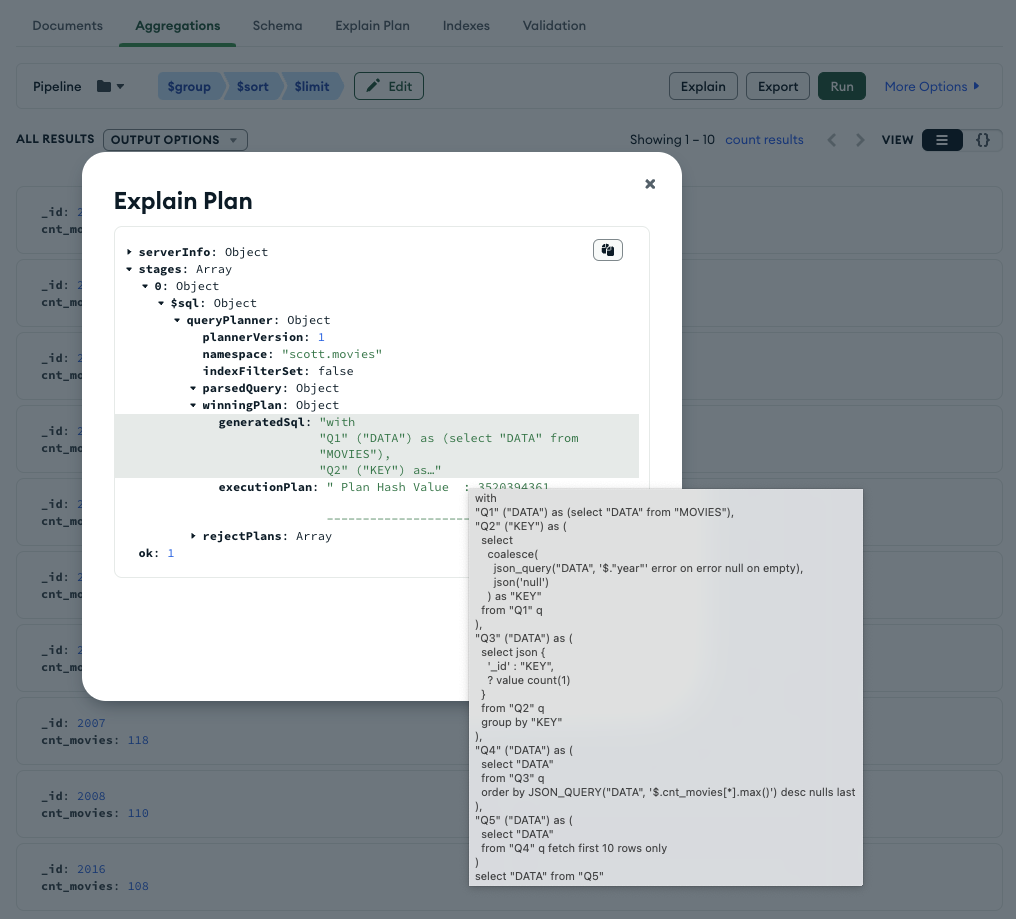 Documents Aggregations Schema Explain Plan Indexes Validation
Pipeline $group $sort $limit Edit Explain Export Run More Options
ALL RESULTS OUTPUT OPTIONS Showing 1 – 10 count results VIEW {}
Explain Plan
serverInfo: Object
stages: Array
0: Object
$sql: Object
queryPlanner: Object
plannerVersion: 1
namespace: "scott.movies"
indexFilterSet: false
parsedQuery: Object
winningPlan: Object
generatedSql: "with
"Q1" ("DATA") as (select "DATA" from
"MOVIES"),
"Q2" ("KEY") as…"
executionPlan: " Plan Hash Value : 3520394361
--------------------
rejectPlans: Array
ok: 1
with
"Q1" ("DATA") as (select "DATA" from "MOVIES"),
"Q2" ("KEY") as (
select
coalesce(
json_query("DATA", '$."year"' error on error null on empty),
json('null')
) as "KEY"
from "Q1" q
),
"Q3" ("DATA") as (
select json {
'_id' : "KEY",
? value count(1)
}
from "Q2" q
group by "KEY"
),
"Q4" ("DATA") as (
select "DATA"
from "Q3" q
order by JSON_QUERY("DATA", '$.cnt_movies[*].max()') desc nulls last
),
"Q5" ("DATA") as (
select "DATA"
from "Q4" q fetch first 10 rows only
)
select "DATA" from "Q5"
_id: 2
cnt_mo
_id: 2
cnt_mo
_id: 2
cnt_mo
_id: 2
cnt_mo
_id: 2
cnt_mo
_id: 2
cnt_mo
_id: 2
cnt_mo
_id: 2007
cnt_movies: 118
_id: 2008
cnt_movies: 110
_id: 2016
cnt_movies: 108